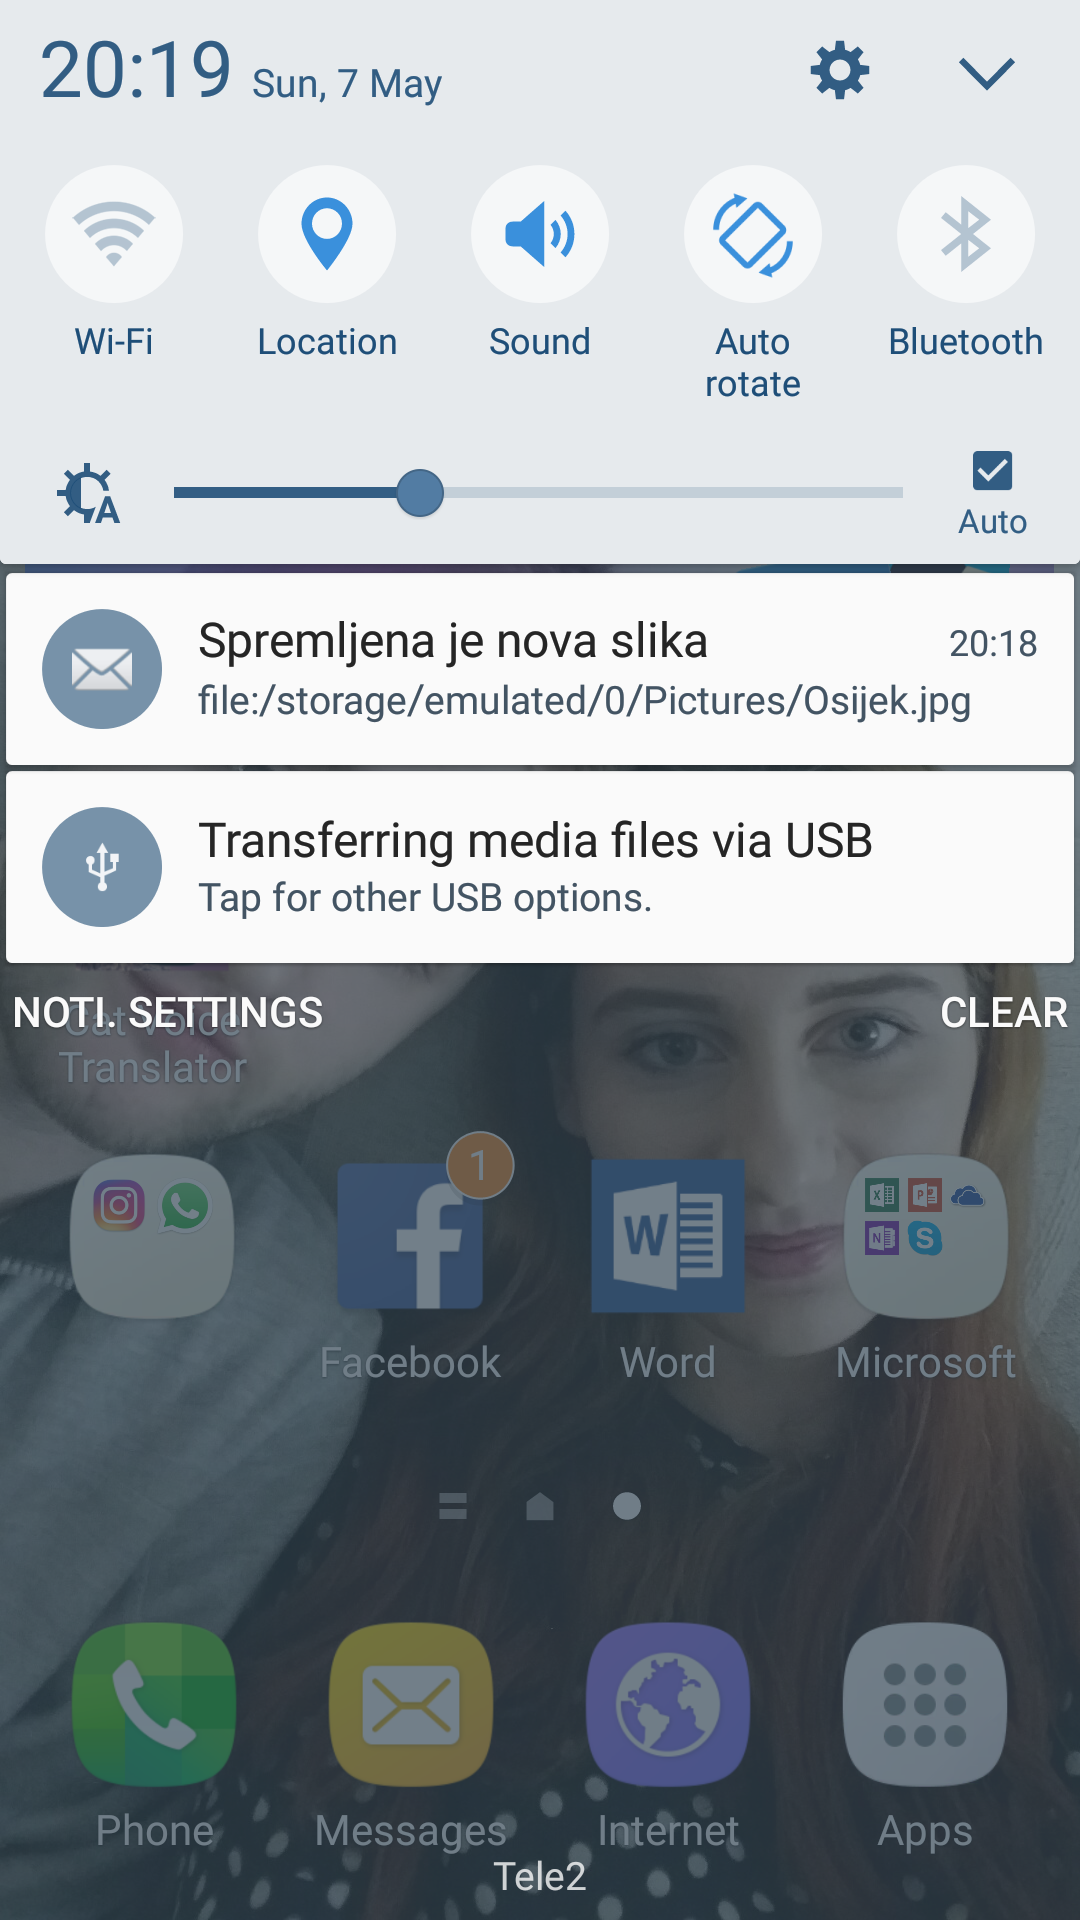 20:19 Sun, 7 May
Wi-Fi Location Sound Auto rotate Bluetooth
A Auto
Spremljena je nova slika 20:18
file:/storage/emulated/0/Pictures/Osijek.jpg
Transferring media files via USB
Tap for other USB options.
NOTI. SETTINGS CLEAR
Cat Voice
Translator
1
Facebook Word Microsoft
Phone Messages Internet Apps
Tele2